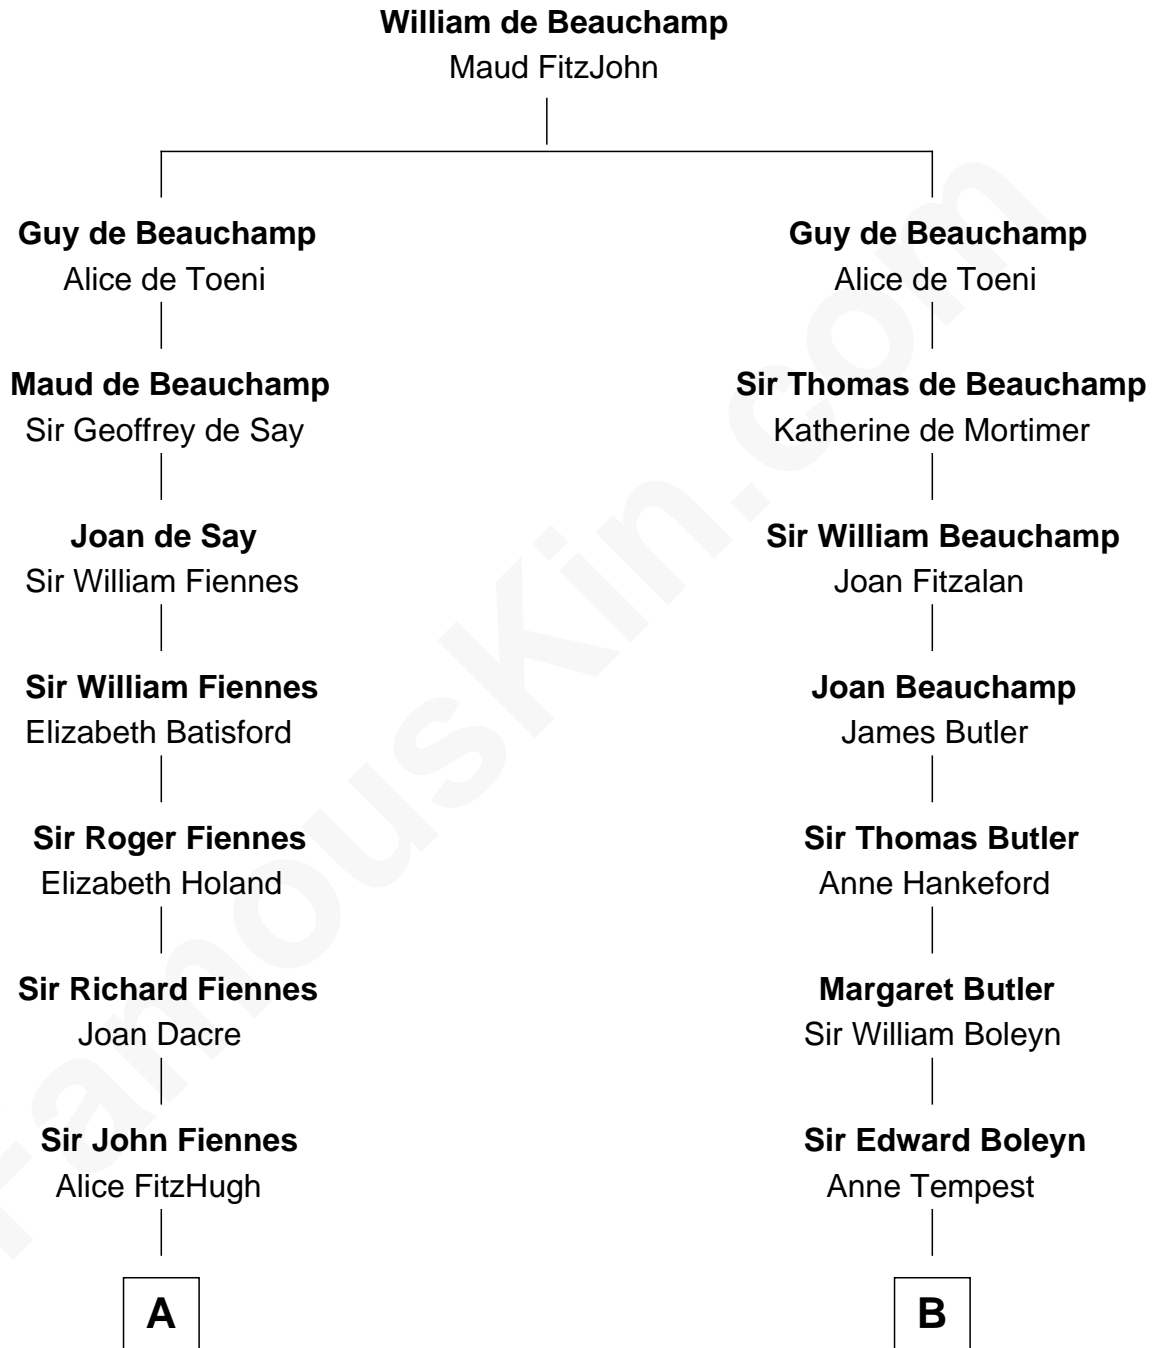 William de Beauchamp
Maud FitzJohn
Guy de Beauchamp
Alice de Toeni
Guy de Beauchamp
Alice de Toeni
Maud de Beauchamp
Sir Geoffrey de Say
Sir Thomas de Beauchamp
Katherine de Mortimer
Joan de Say
Sir William Fiennes
Sir William Beauchamp
Joan Fitzalan
Sir William Fiennes
Elizabeth Batisford
Joan Beauchamp
James Butler
Sir Roger Fiennes
Elizabeth Holand
Sir Thomas Butler
Anne Hankeford
Sir Richard Fiennes
Joan Dacre
Margaret Butler
Sir William Boleyn
Sir John Fiennes
Alice FitzHugh
Sir Edward Boleyn
Anne Tempest
A
B
FamousKin.com